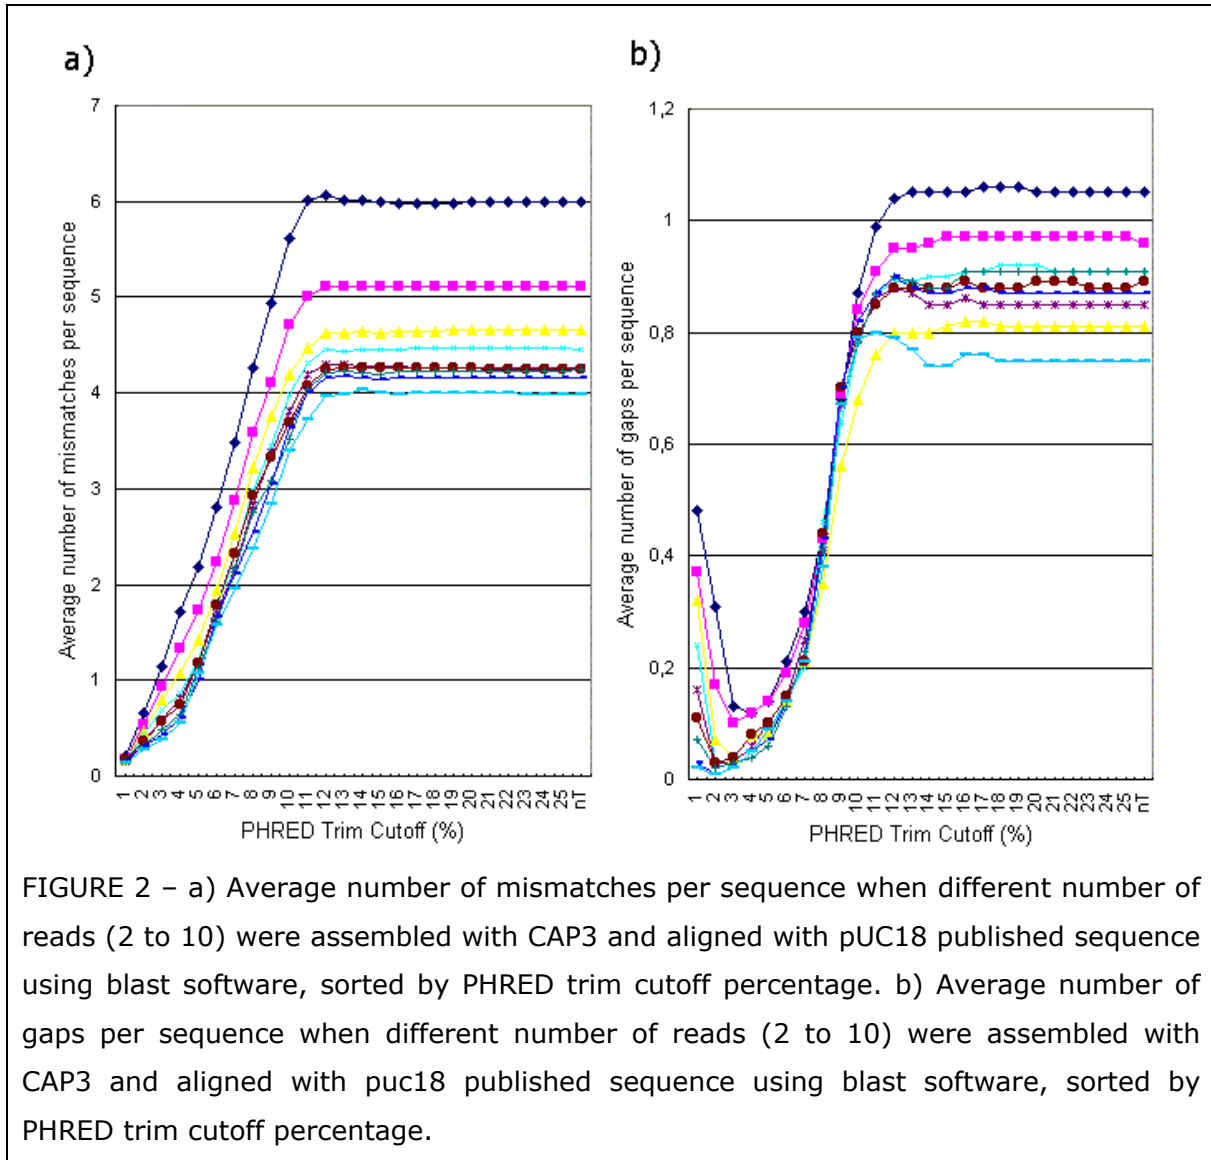 a)
b)
7
6
5
4
3
2
1
0
Average number of mismatches per sequence
1 2 3 4 5 6 7 8 9 10 11 12 13 14 15 16 17 18 19 20 21 22 23 24 25 nT
PHRED Trim Cutoff (%)
1,2
1
0,8
0,6
0,4
0,2
0
Average number of gaps per sequence
1 2 3 4 5 6 7 8 9 10 11 12 13 14 15 16 17 18 19 20 21 22 23 24 25 nT
PHRED Trim Cutoff (%)
FIGURE 2 – a) Average number of mismatches per sequence when different number of
reads (2 to 10) were assembled with CAP3 and aligned with pUC18 published sequence
using blast software, sorted by PHRED trim cutoff percentage. b) Average number of
gaps per sequence when different number of reads (2 to 10) were assembled with
CAP3 and aligned with puc18 published sequence using blast software, sorted by
PHRED trim cutoff percentage.